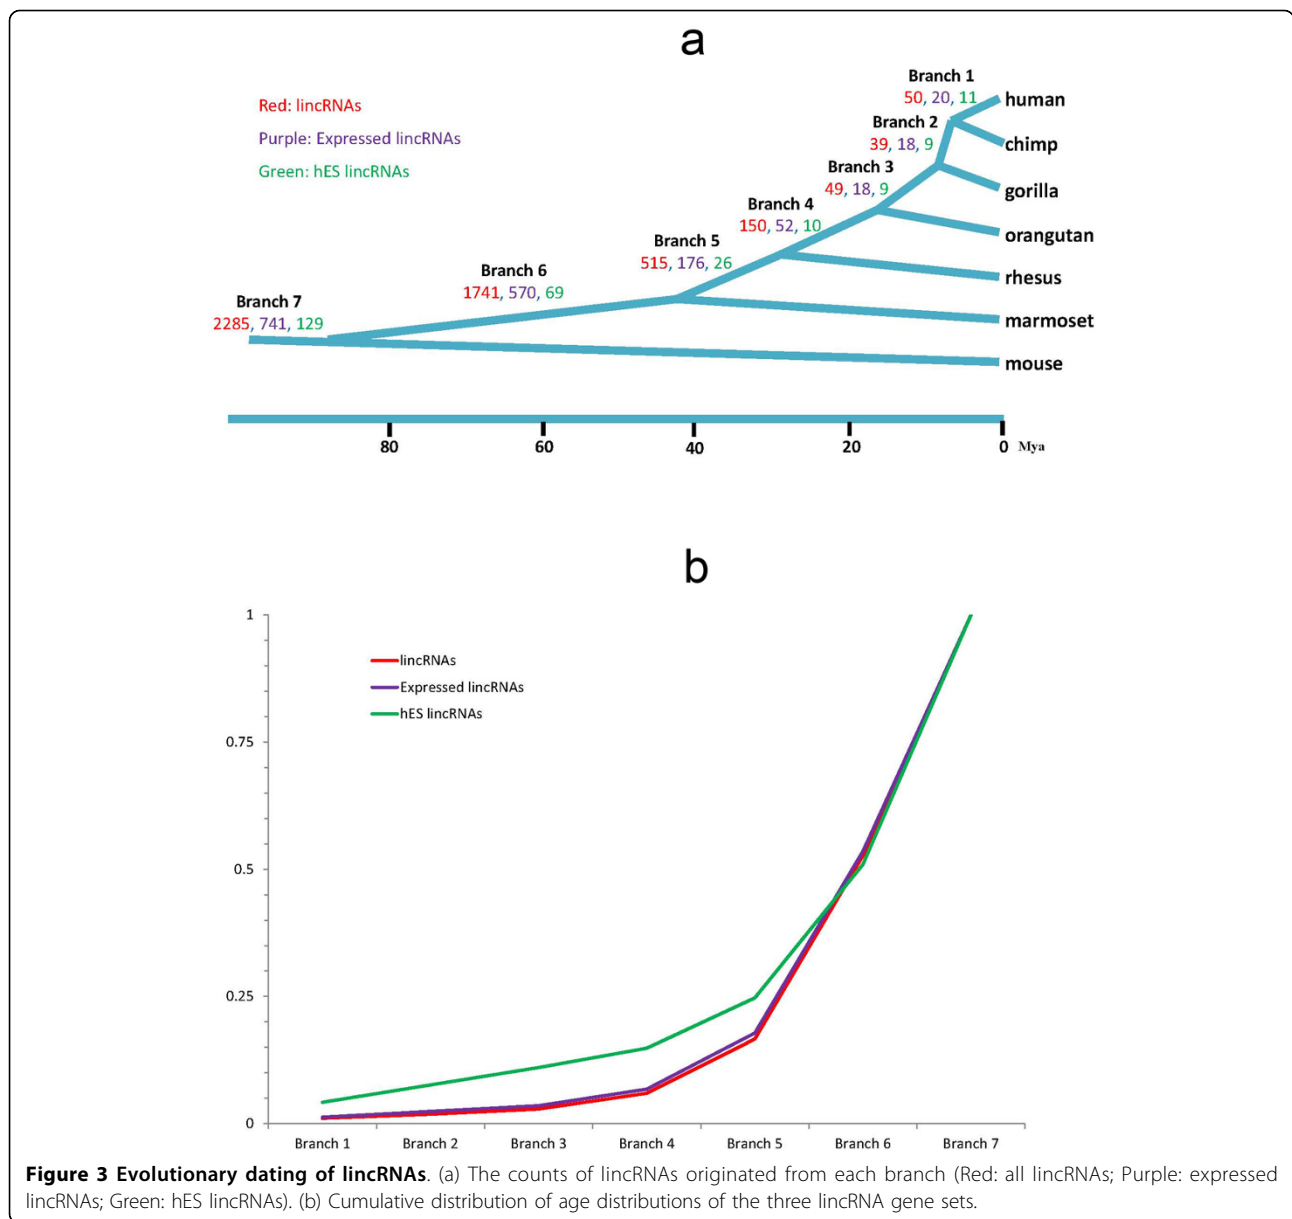 a
Red: lincRNAs
Purple: Expressed lincRNAs
Green: hES lincRNAs
Branch 1
50, 20, 11
human
Branch 2
39, 18, 9
chimp
Branch 3
49, 18, 9
gorilla
Branch 4
150, 52, 10
orangutan
Branch 5
515, 176, 26
rhesus
Branch 6
1741, 570, 69
marmoset
Branch 7
2285, 741, 129
mouse
80 60 40 20 0 Mya
b
1
0.75
0.5
0.25
0
lincRNAs
Expressed lincRNAs
hES lincRNAs
Branch 1 Branch 2 Branch 3 Branch 4 Branch 5 Branch 6 Branch 7
Figure 3 Evolutionary dating of lincRNAs. (a) The counts of lincRNAs originated from each branch (Red: all lincRNAs; Purple: expressed
lincRNAs; Green: hES lincRNAs). (b) Cumulative distribution of age distributions of the three lincRNA gene sets.